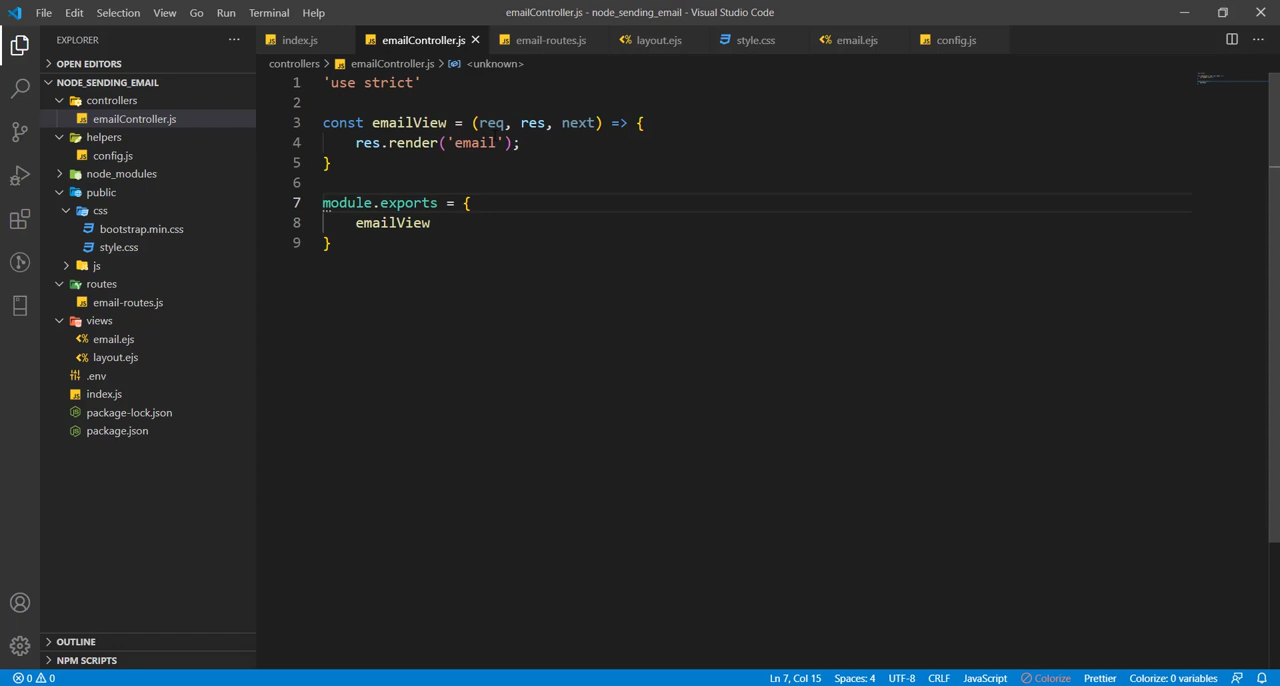 File Edit Selection View Go Run Terminal Help
emailController.js - node_sending_email - Visual Studio Code
EXPLORER
OPEN EDITORS
NODE_SENDING_EMAIL
controllers
emailController.js
helpers
config.js
node_modules
public
css
bootstrap.min.css
style.css
js
routes
email-routes.js
views
email.ejs
layout.ejs
.env
index.js
package-lock.json
package.json
OUTLINE
NPM SCRIPTS
index.js emailController.js email-routes.js layout.ejs style.css email.ejs config.js
controllers > emailController.js > <unknown>
1 'use strict'
2
3 const emailView = (req, res, next) => {
4 res.render('email');
5 }
6
7 module.exports = {
8 emailView
9 }
0 0 Ln 7, Col 15 Spaces: 4 UTF-8 CRLF JavaScript Colorize Prettier Colorize: 0 variables